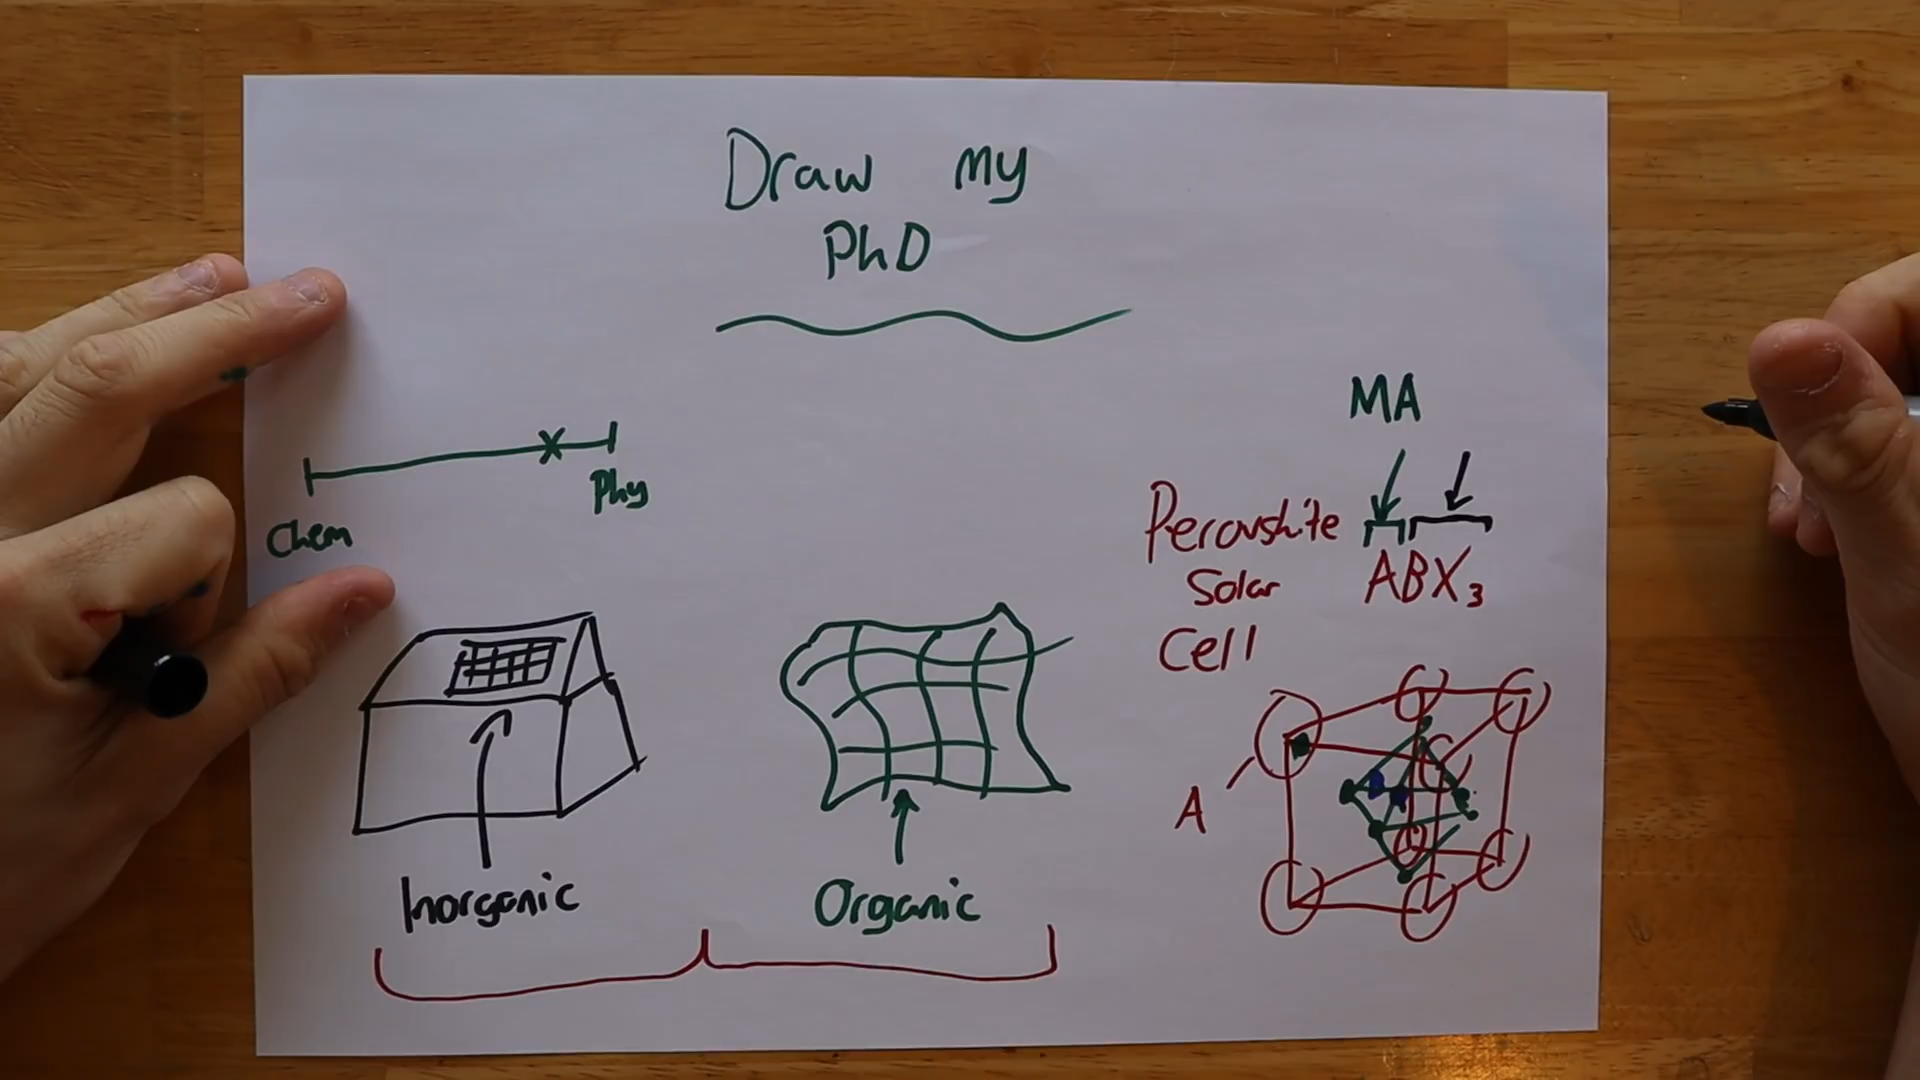 Draw my
PhD
Chem
Phy
MA
Perovskite
Solar
Cell
ABX₃
A
Inorganic
Organic